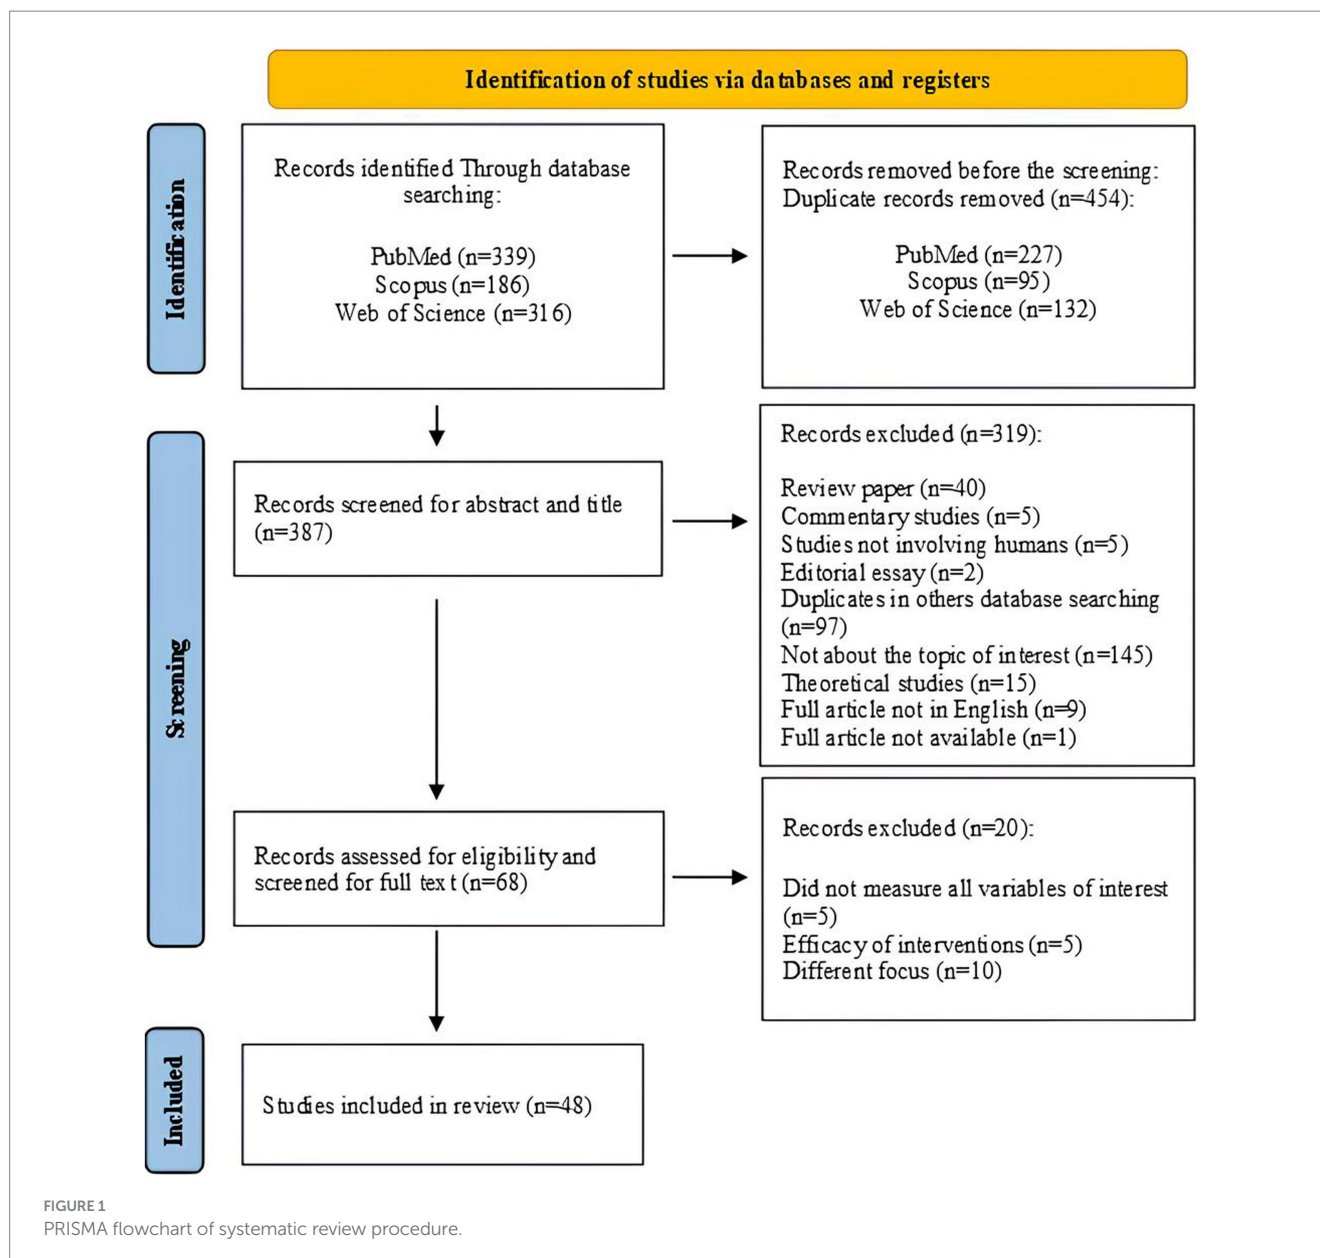 Identification of studies via databases and registers
Identification
Records identified Through database
searching:
PubMed (n=339)
Scopus (n=186)
Web of Science (n=316)
Records removed before the screening:
Duplicate records removed (n=454):
PubMed (n=227)
Scopus (n=95)
Web of Science (n=132)
Screening
Records screened for abstract and title
(n=387)
Records excluded (n=319):
Review paper (n=40)
Commentary studies (n=5)
Studies not involving humans (n=5)
Editorial essay (n=2)
Duplicates in others database searching
(n=97)
Not about the topic of interest (n=145)
Theoretical studies (n=15)
Full article not in English (n=9)
Full article not available (n=1)
Records assessed for eligibility and
screened for full text (n=68)
Records excluded (n=20):
Did not measure all variables of interest
(n=5)
Efficacy of interventions (n=5)
Different focus (n=10)
Included
Studies included in review (n=48)
FIGURE 1
PRISMA flowchart of systematic review procedure.